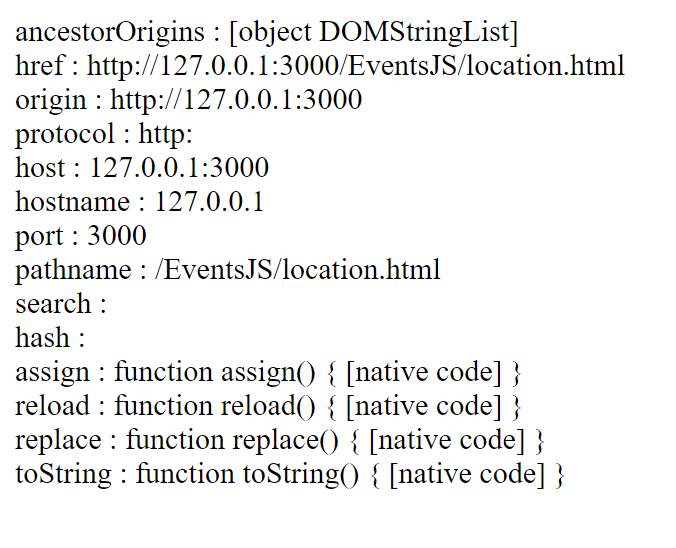 ancestorOrigins : [object DOMStringList]
href : http://127.0.0.1:3000/EventsJS/location.html
origin : http://127.0.0.1:3000
protocol : http:
host : 127.0.0.1:3000
hostname : 127.0.0.1
port : 3000
pathname : /EventsJS/location.html
search :
hash :
assign : function assign() { [native code] }
reload : function reload() { [native code] }
replace : function replace() { [native code] }
toString : function toString() { [native code] }